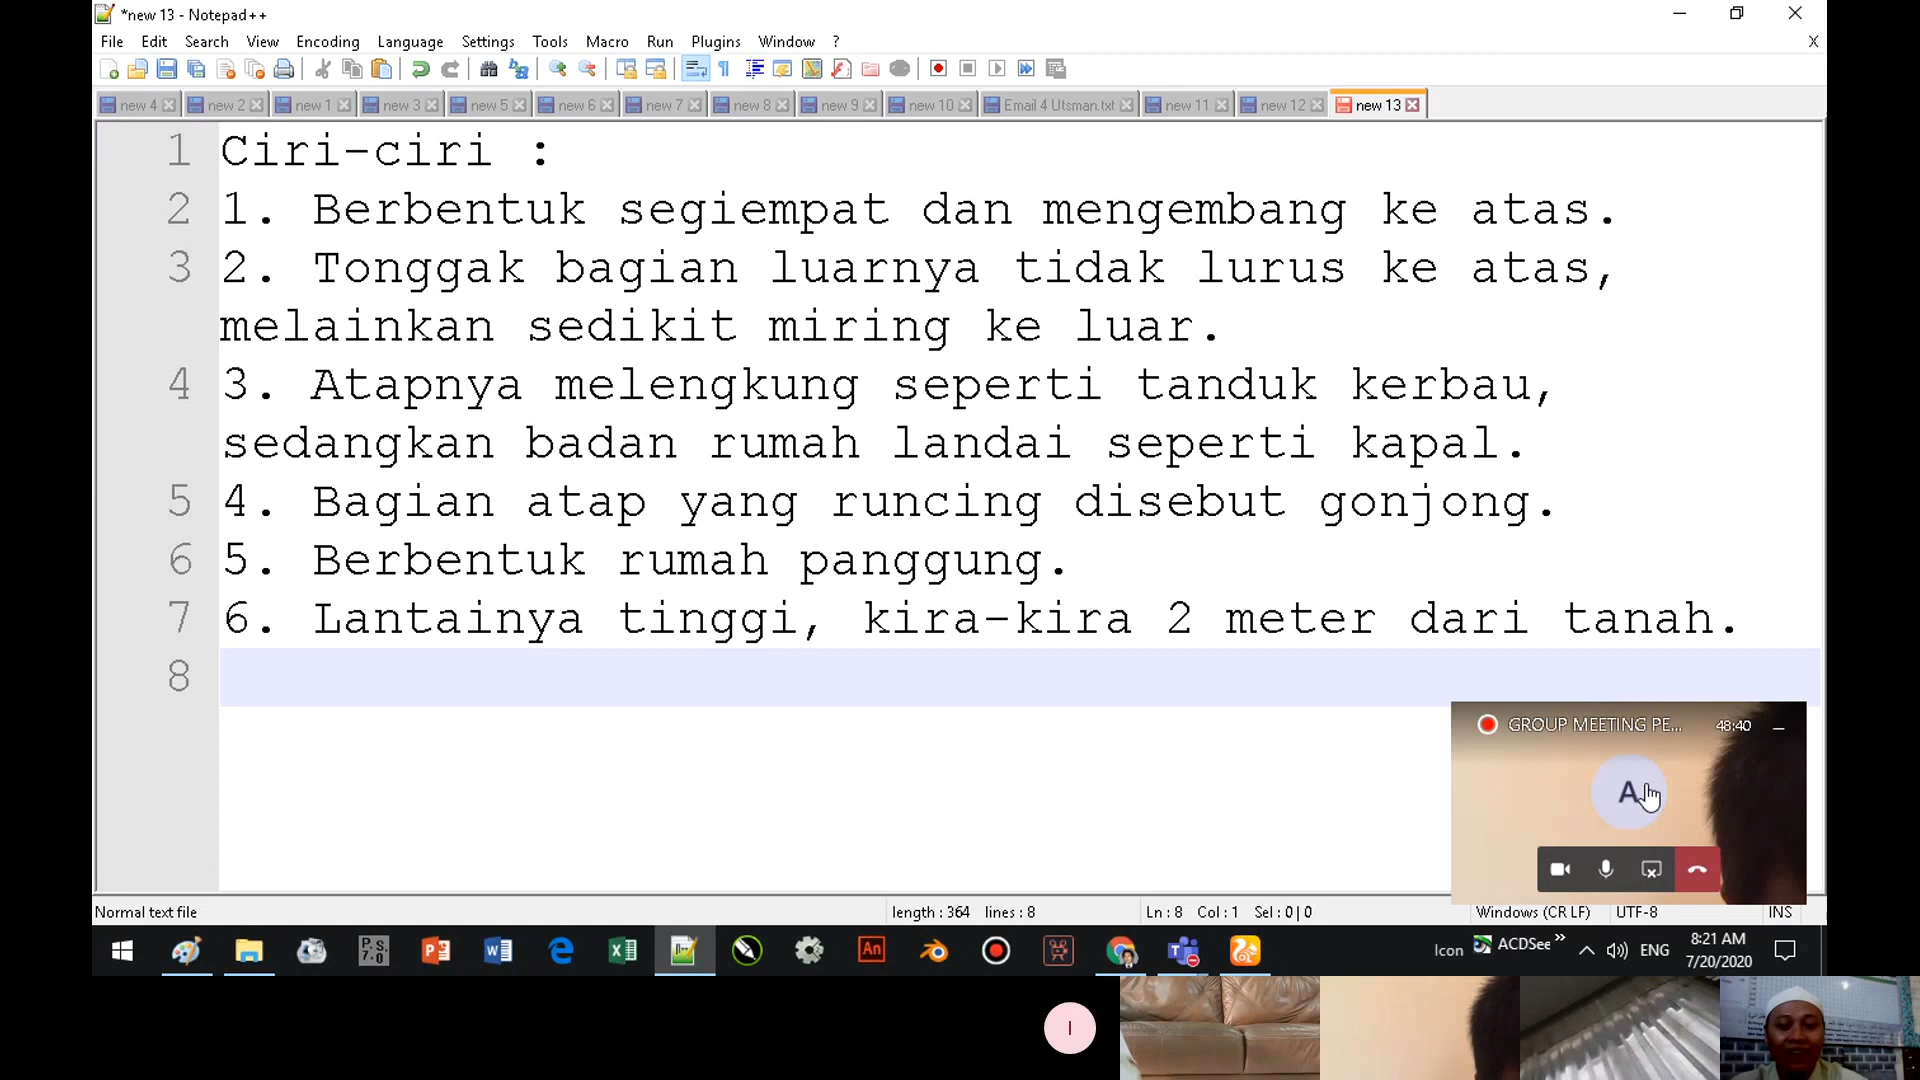 *new 13 - Notepad++
File Edit Search View Encoding Language Settings Tools Macro Run Plugins Window ? X
new 4 new 2 new 1 new 3 new 5 new 6 new 7 new 8 new 9 new 10 Email 4 Utsman.txt new 11 new 12 new 13
1 Ciri-ciri :
2 1. Berbentuk segiempat dan mengembang ke atas.
3 2. Tonggak bagian luarnya tidak lurus ke atas,
melainkan sedikit miring ke luar.
4 3. Atapnya melengkung seperti tanduk kerbau,
sedangkan badan rumah landai seperti kapal.
5 4. Bagian atap yang runcing disebut gonjong.
6 5. Berbentuk rumah panggung.
7 6. Lantainya tinggi, kira-kira 2 meter dari tanah.
8
GROUP MEETING PE... 48:40
A
Normal text file length : 364 lines : 8 Ln : 8 Col : 1 Sel : 0 | 0 Windows (CR LF) UTF-8 INS
Icon ACDSee ENG 8:21 AM
7/20/2020
I